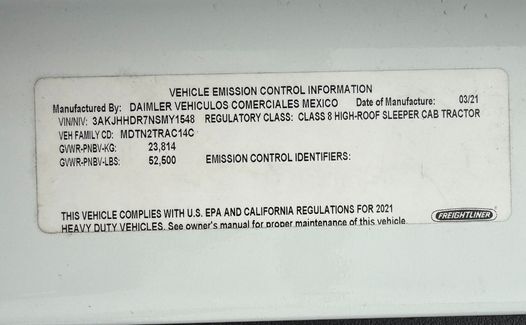 VEHICLE EMISSION CONTROL INFORMATION
Manufactured By: DAIMLER VEHICULOS COMERCIALES MEXICO Date of Manufacture: 03/21
VIN/NIV: 3AKJHHDR7NSMY1548 REGULATORY CLASS: CLASS 8 HIGH-ROOF SLEEPER CAB TRACTOR
VEH FAMILY CD: MDTN2TRAC14C
GVWR-PNBV-KG: 23,814
GVWR-PNBV-LBS: 52,500 EMISSION CONTROL IDENTIFIERS:
THIS VEHICLE COMPLIES WITH U.S. EPA AND CALIFORNIA REGULATIONS FOR 2021
HEAVY DUTY VEHICLES. See owner's manual for proper maintenance of this vehicle.
FREIGHTLINER